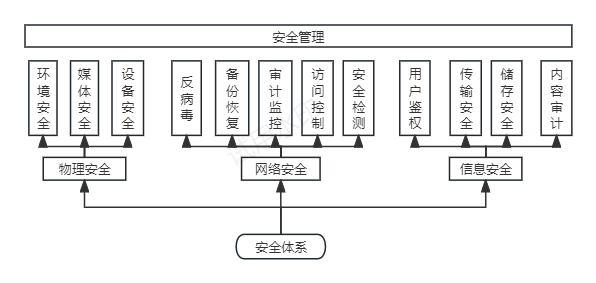 安全管理
环境安全
媒体安全
设备安全
反病毒
备份恢复
审计监控
访问控制
安全检测
用户鉴权
传输安全
储存安全
内容审计
物理安全
网络安全
信息安全
安全体系